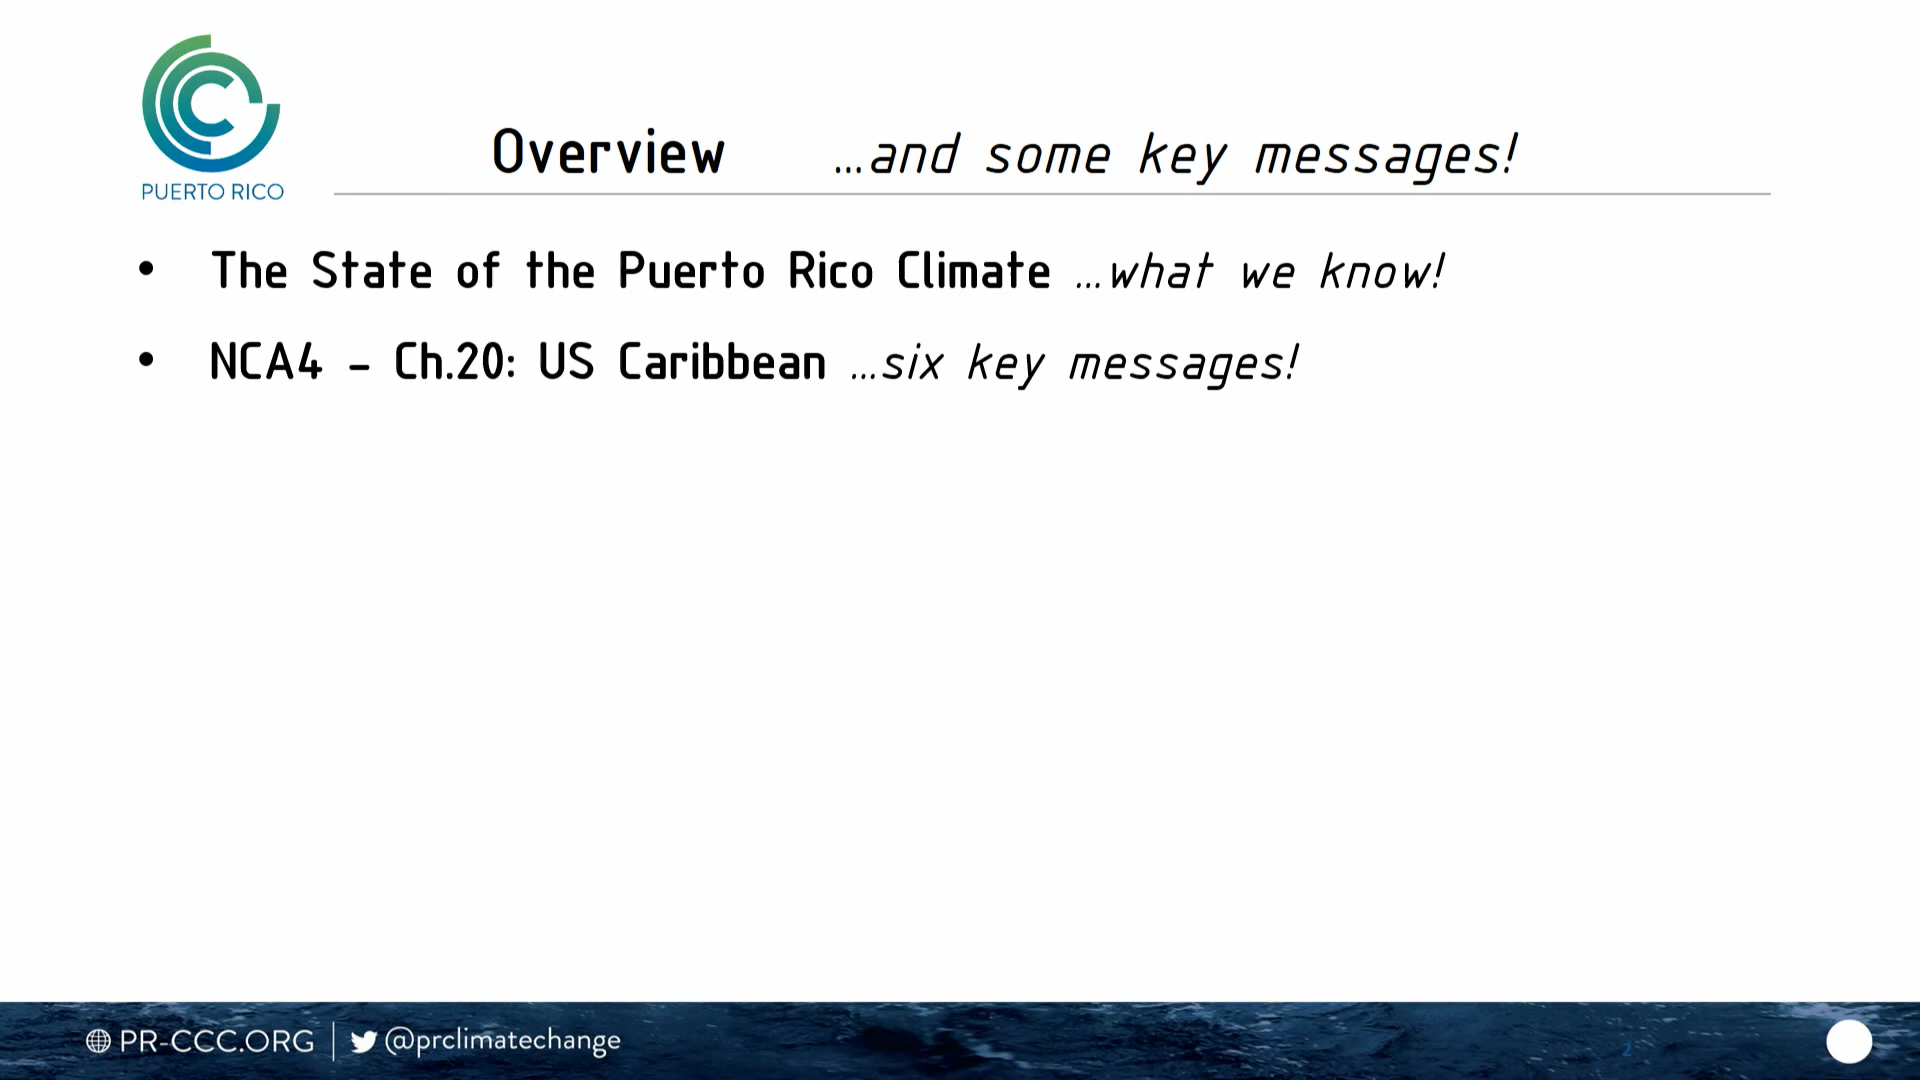 PUERTO RICO
Overview …and some key messages!
• The State of the Puerto Rico Climate …what we know!
• NCA4 – Ch.20: US Caribbean …six key messages!
PR-CCC.ORG | @prclimatechange
2